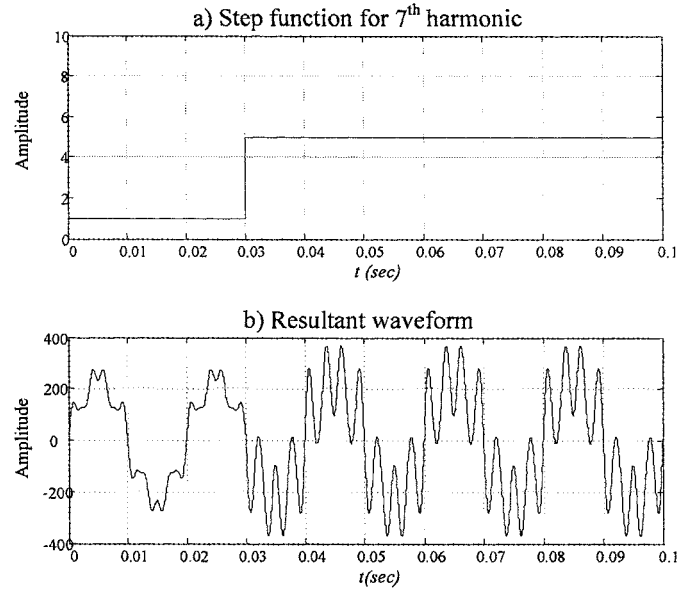 a) Step function for 7th harmonic
10
8
6
4
2
0
Amplitude
0 0.01 0.02 0.03 0.04 0.05 0.06 0.07 0.08 0.09 0.1
t (sec)
b) Resultant waveform
400
200
0
-200
-400
Amplitude
0 0.01 0.02 0.03 0.04 0.05 0.06 0.07 0.08 0.09 0.1
t(sec)